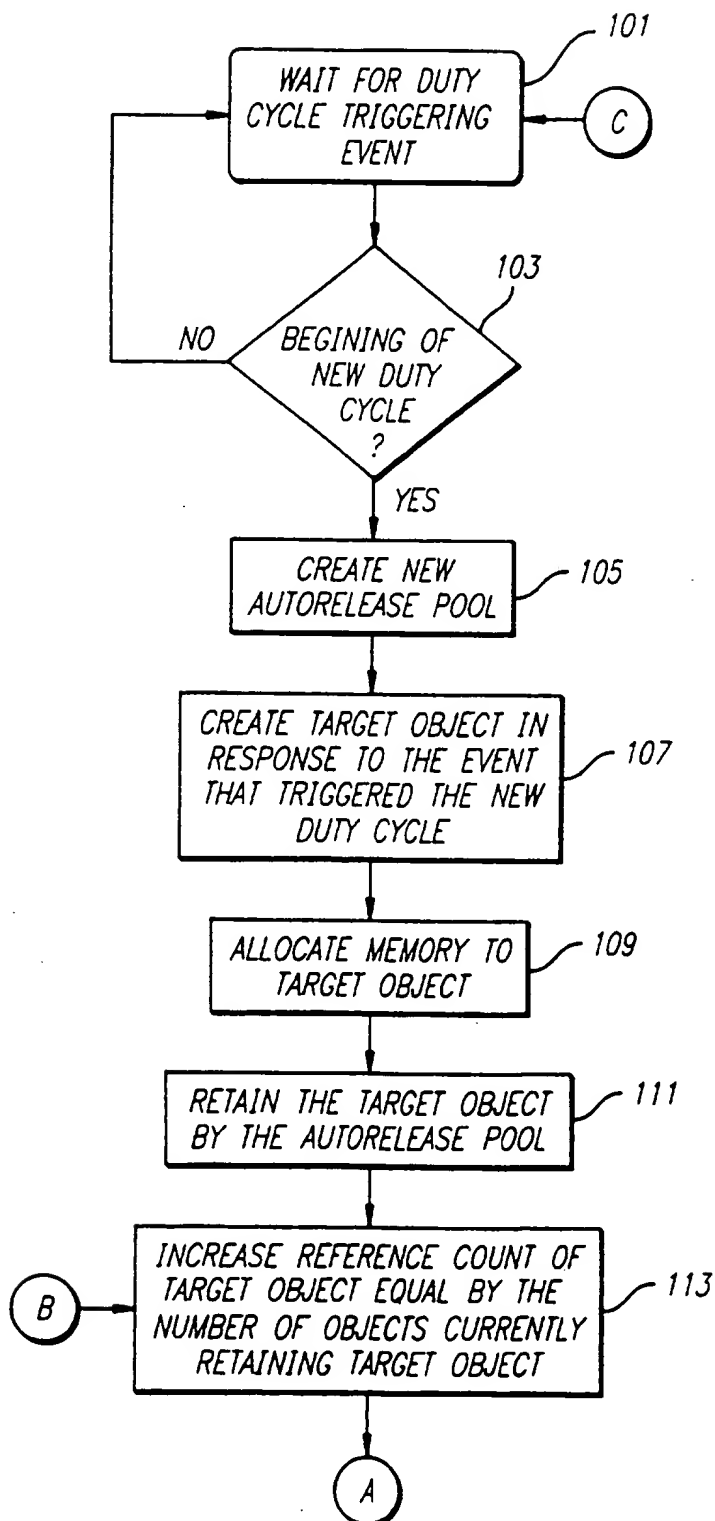 101
WAIT FOR DUTY
CYCLE TRIGGERING
EVENT
C
103
NO
BEGINING OF
NEW DUTY
CYCLE
?
YES
CREATE NEW
AUTORELEASE POOL
105
CREATE TARGET OBJECT IN
RESPONSE TO THE EVENT
THAT TRIGGERED THE NEW
DUTY CYCLE
107
ALLOCATE MEMORY TO
TARGET OBJECT
109
RETAIN THE TARGET OBJECT
BY THE AUTORELEASE POOL
111
B
INCREASE REFERENCE COUNT OF
TARGET OBJECT EQUAL BY THE
NUMBER OF OBJECTS CURRENTLY
RETAINING TARGET OBJECT
113
A